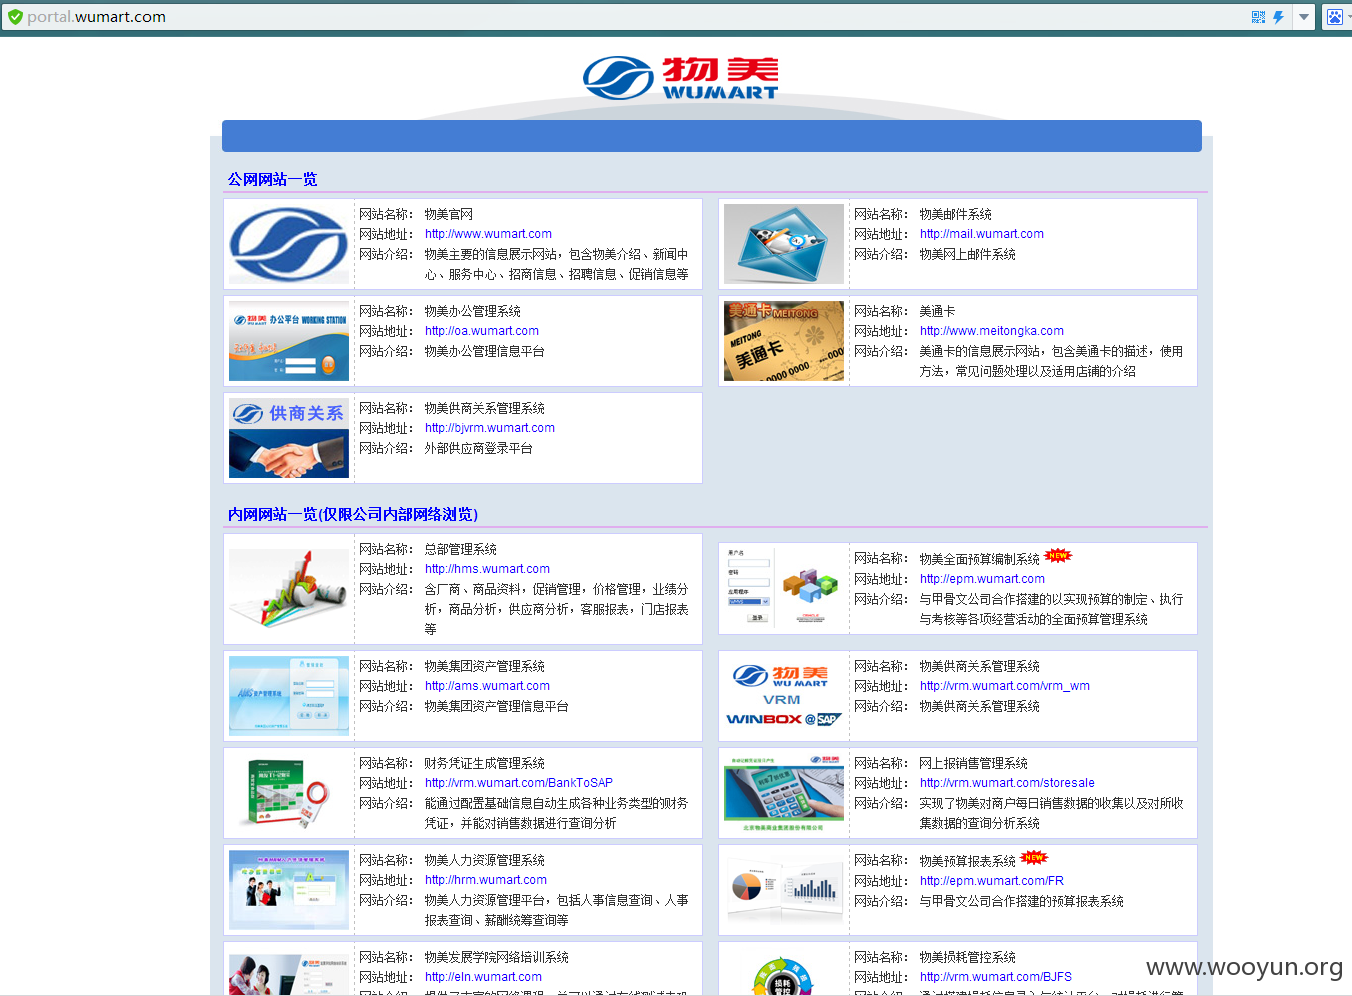 portal.wumart.com
物美
WUMART
公网网站一览
网站名称： 物美官网
网站地址： http://www.wumart.com
网站介绍： 物美主要的信息展示网站，包含物美介绍、新闻中
心、服务中心、招商信息、招聘信息、促销信息等
网站名称： 物美邮件系统
网站地址： http://mail.wumart.com
网站介绍： 物美网上邮件系统
物美 办公平台 WORKING STATION
网站名称： 物美办公管理系统
网站地址： http://oa.wumart.com
网站介绍： 物美办公管理信息平台
美通卡 MEITONG
MEITONG
美通卡
0000 0000
网站名称： 美通卡
网站地址： http://www.meitongka.com
网站介绍： 美通卡的信息展示网站，包含美通卡的描述，使用
方法，常见问题处理以及适用店铺的介绍
供商关系
网站名称： 物美供商关系管理系统
网站地址： http://bjvrm.wumart.com
网站介绍： 外部供应商登录平台
内网网站一览(仅限公司内部网络浏览)
网站名称： 总部管理系统
网站地址： http://hms.wumart.com
网站介绍： 含厂商、商品资料，促销管理，价格管理，业绩分
析，商品分析，供应商分析，客服报表，门店报表
等
用户名
密码
应用程序
登录
网站名称： 物美全面预算编制系统 NEW
网站地址： http://epm.wumart.com
网站介绍： 与甲骨文公司合作搭建的以实现预算的制定、执行
与考核等各项经营活动的全面预算管理系统
AMS 资产管理系统
网站名称： 物美集团资产管理系统
网站地址： http://ams.wumart.com
网站介绍： 物美集团资产管理信息平台
物美
WU MART
VRM
WINBOX @ SAP
网站名称： 物美供商关系管理系统
网站地址： http://vrm.wumart.com/vrm_wm
网站介绍： 物美供商关系管理系统
网站名称： 财务凭证生成管理系统
网站地址： http://vrm.wumart.com/BankToSAP
网站介绍： 能通过配置基础信息自动生成各种业务类型的财务
凭证，并能对销售数据进行查询分析
网站名称： 网上报销售管理系统
网站地址： http://vrm.wumart.com/storesale
网站介绍： 实现了物美对商户每日销售数据的收集以及对所收
集数据的查询分析系统
网站名称： 物美人力资源管理系统
网站地址： http://hrm.wumart.com
网站介绍： 物美人力资源管理平台，包括人事信息查询、人事
报表查询、薪酬统筹查询等
网站名称： 物美预算报表系统 NEW
网站地址： http://epm.wumart.com/FR
网站介绍： 与甲骨文公司合作搭建的预算报表系统
网站名称： 物美发展学院网络培训系统
网站地址： http://eln.wumart.com
损耗
管控
网站名称： 物美损耗管控系统
网站地址： http://vrm.wumart.com/BJFS
www.wooyun.org